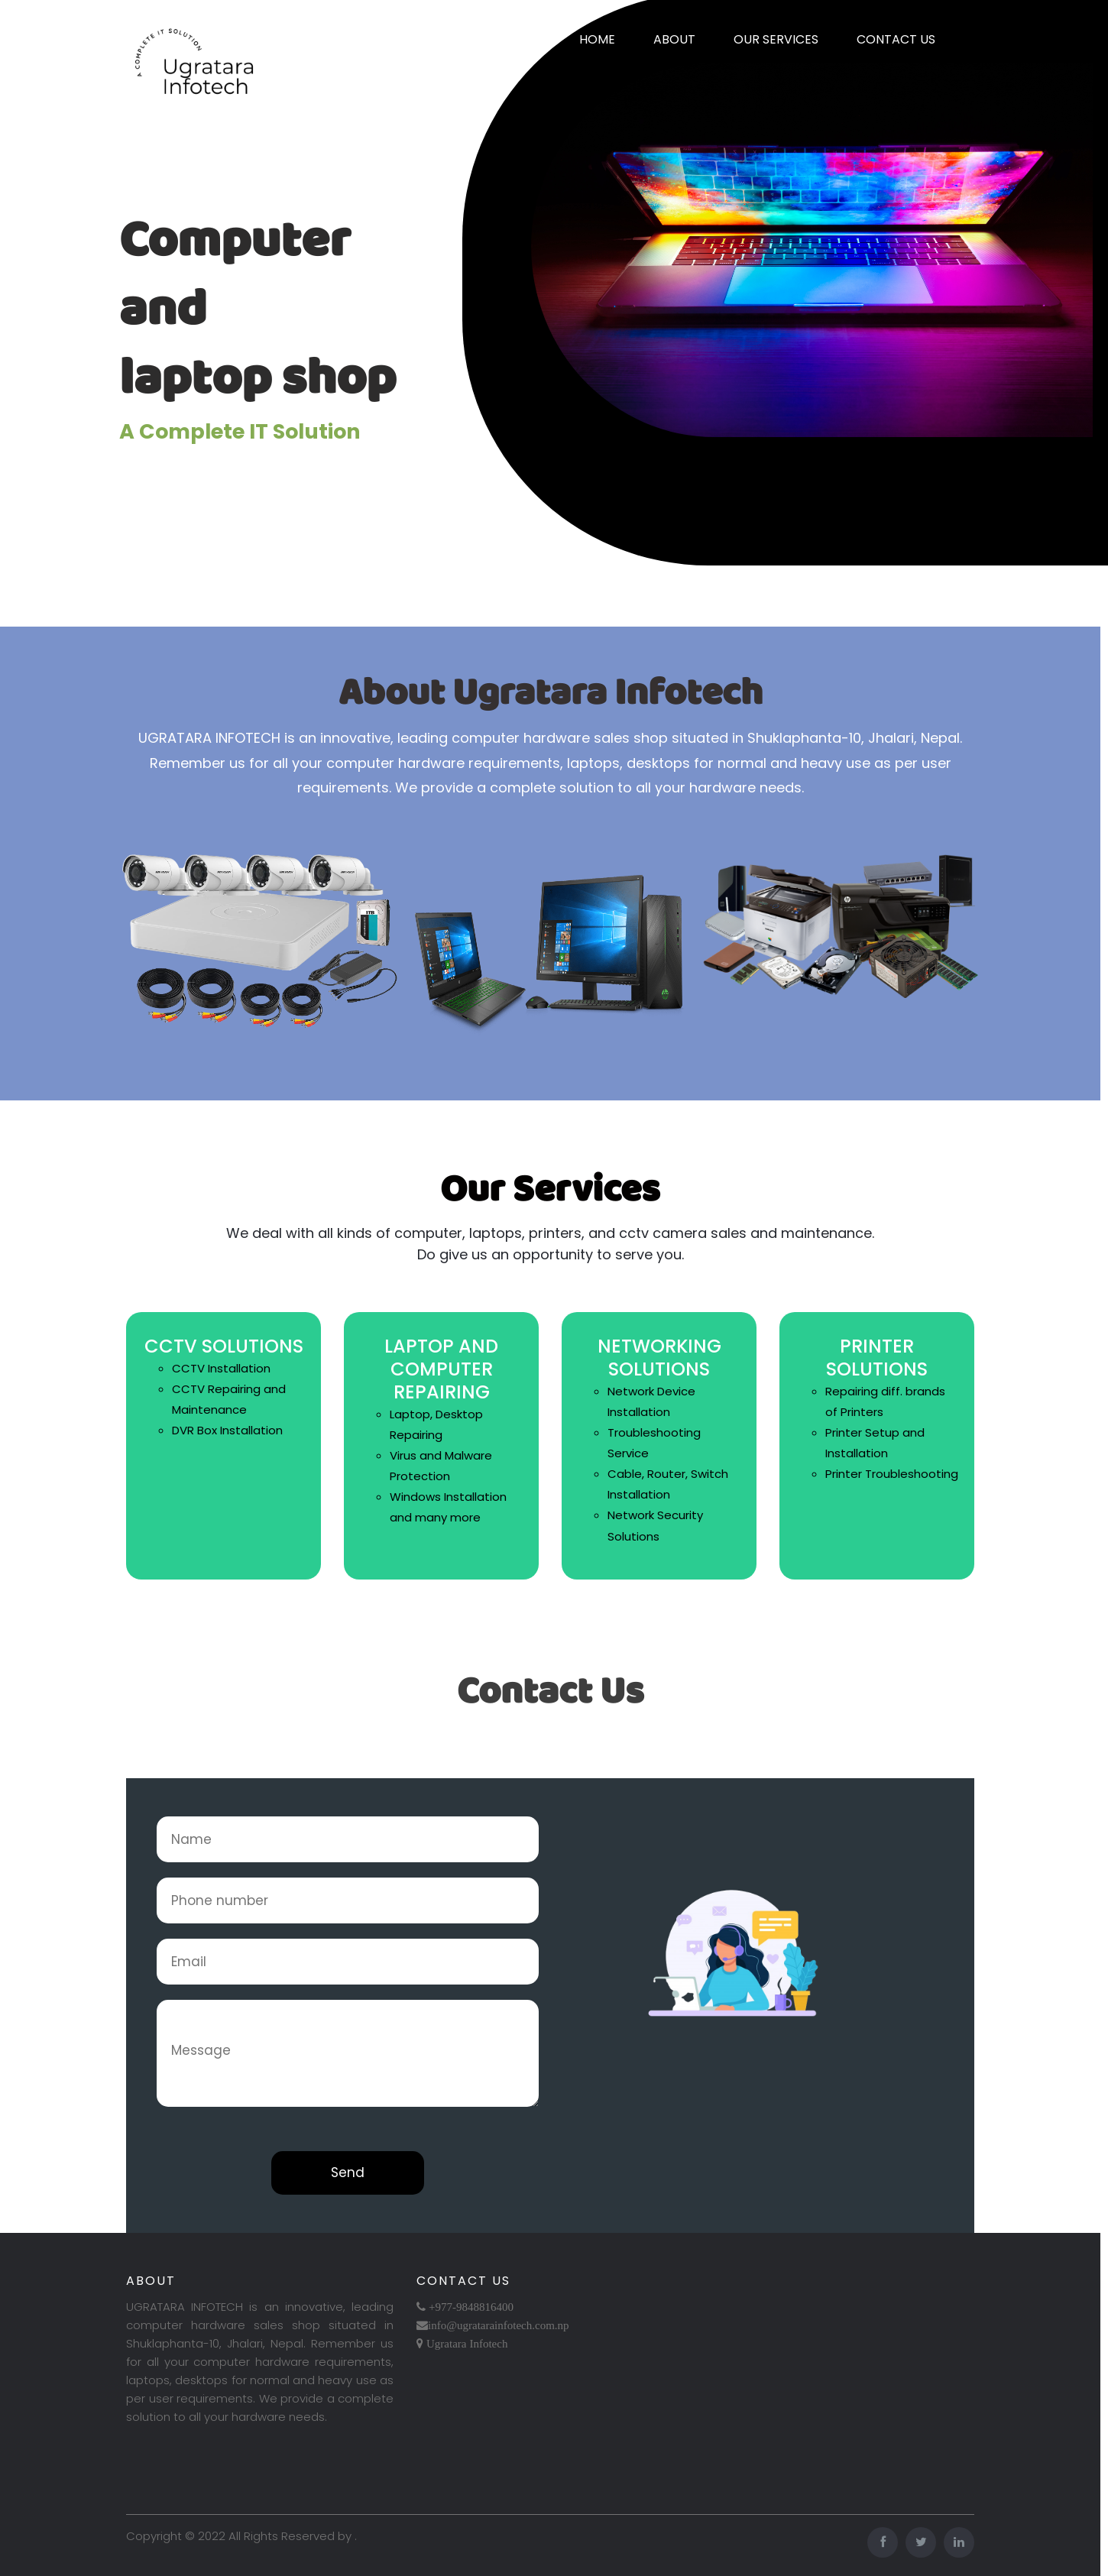 A COMPLETE IT SOLUTION
Ugratara
Infotech
HOME
ABOUT
OUR SERVICES
CONTACT US
Computer
and
laptop shop
A Complete IT Solution
About Ugratara Infotech
UGRATARA INFOTECH is an innovative, leading computer hardware sales shop situated in Shuklaphanta-10, Jhalari, Nepal.
Remember us for all your computer hardware requirements, laptops, desktops for normal and heavy use as per user
requirements. We provide a complete solution to all your hardware needs.
Our Services
We deal with all kinds of computer, laptops, printers, and cctv camera sales and maintenance.
Do give us an opportunity to serve you.
CCTV SOLUTIONS
CCTV Installation
CCTV Repairing and
Maintenance
DVR Box Installation
LAPTOP AND
COMPUTER
REPAIRING
Laptop, Desktop
Repairing
Virus and Malware
Protection
Windows Installation
and many more
NETWORKING
SOLUTIONS
Network Device
Installation
Troubleshooting
Service
Cable, Router, Switch
Installation
Network Security
Solutions
PRINTER
SOLUTIONS
Repairing diff. brands
of Printers
Printer Setup and
Installation
Printer Troubleshooting
Contact Us
Name
Phone number
Email
Message
Send
ABOUT
UGRATARA INFOTECH is an innovative, leading
computer hardware sales shop situated in
Shuklaphanta-10, Jhalari, Nepal. Remember us
for all your computer hardware requirements,
laptops, desktops for normal and heavy use as
per user requirements. We provide a complete
solution to all your hardware needs.
CONTACT US
+977-9848816400
info@ugratarainfotech.com.np
Ugratara Infotech
Copyright © 2022 All Rights Reserved by .